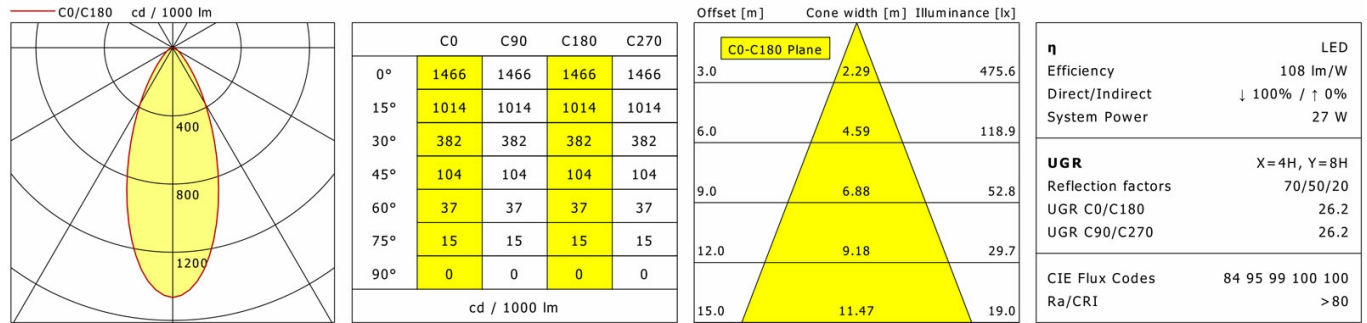 C0/C180 cd / 1000 lm
400
800
1200
C0 C90 C180 C270
0° 1466 1466 1466 1466
15° 1014 1014 1014 1014
30° 382 382 382 382
45° 104 104 104 104
60° 37 37 37 37
75° 15 15 15 15
90° 0 0 0 0
cd / 1000 lm
Offset [m] Cone width [m] Illuminance [lx]
C0-C180 Plane
3.0 2.29 475.6
6.0 4.59 118.9
9.0 6.88 52.8
12.0 9.18 29.7
15.0 11.47 19.0
η LED
Efficiency 108 lm/W
Direct/Indirect ↓ 100% / ↑ 0%
System Power 27 W
UGR X=4H, Y=8H
Reflection factors 70/50/20
UGR C0/C180 26.2
UGR C90/C270 26.2
CIE Flux Codes 84 95 99 100 100
Ra/CRI >80